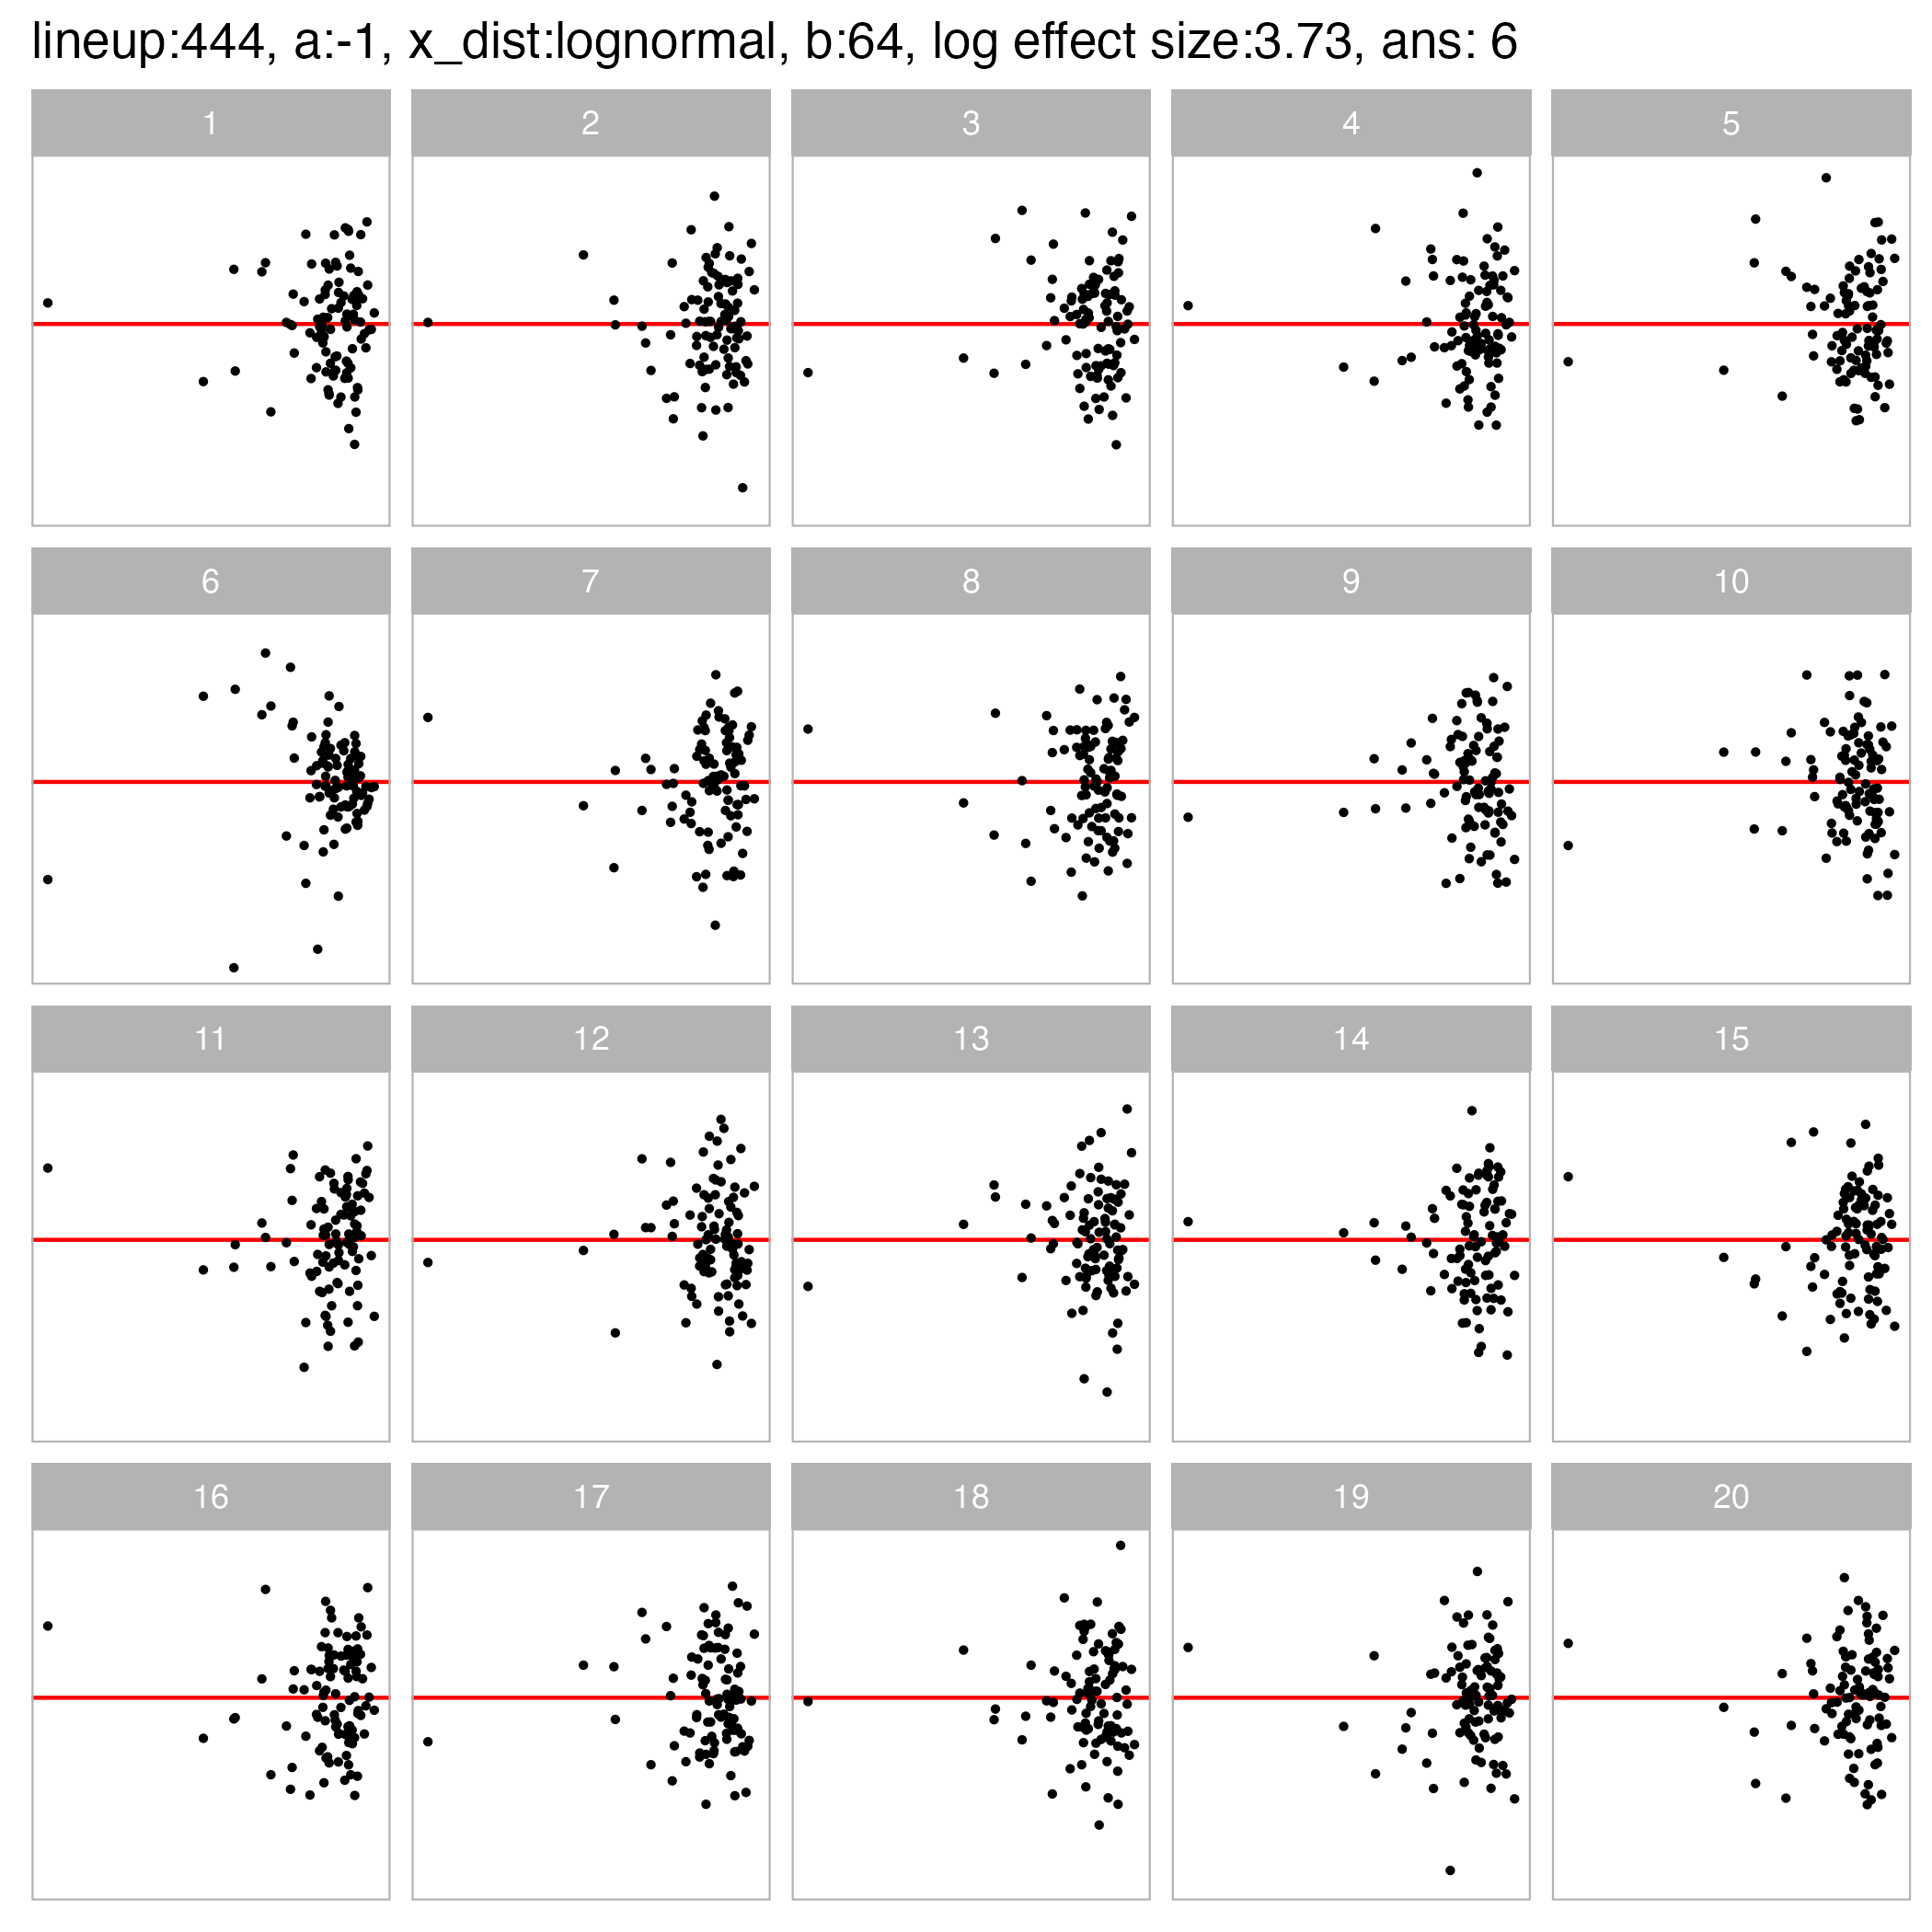 lineup:444, a:-1, x_dist:lognormal, b:64, log effect size:3.73, ans: 6
1 2 3 4 5
6 7 8 9 10
11 12 13 14 15
16 17 18 19 20